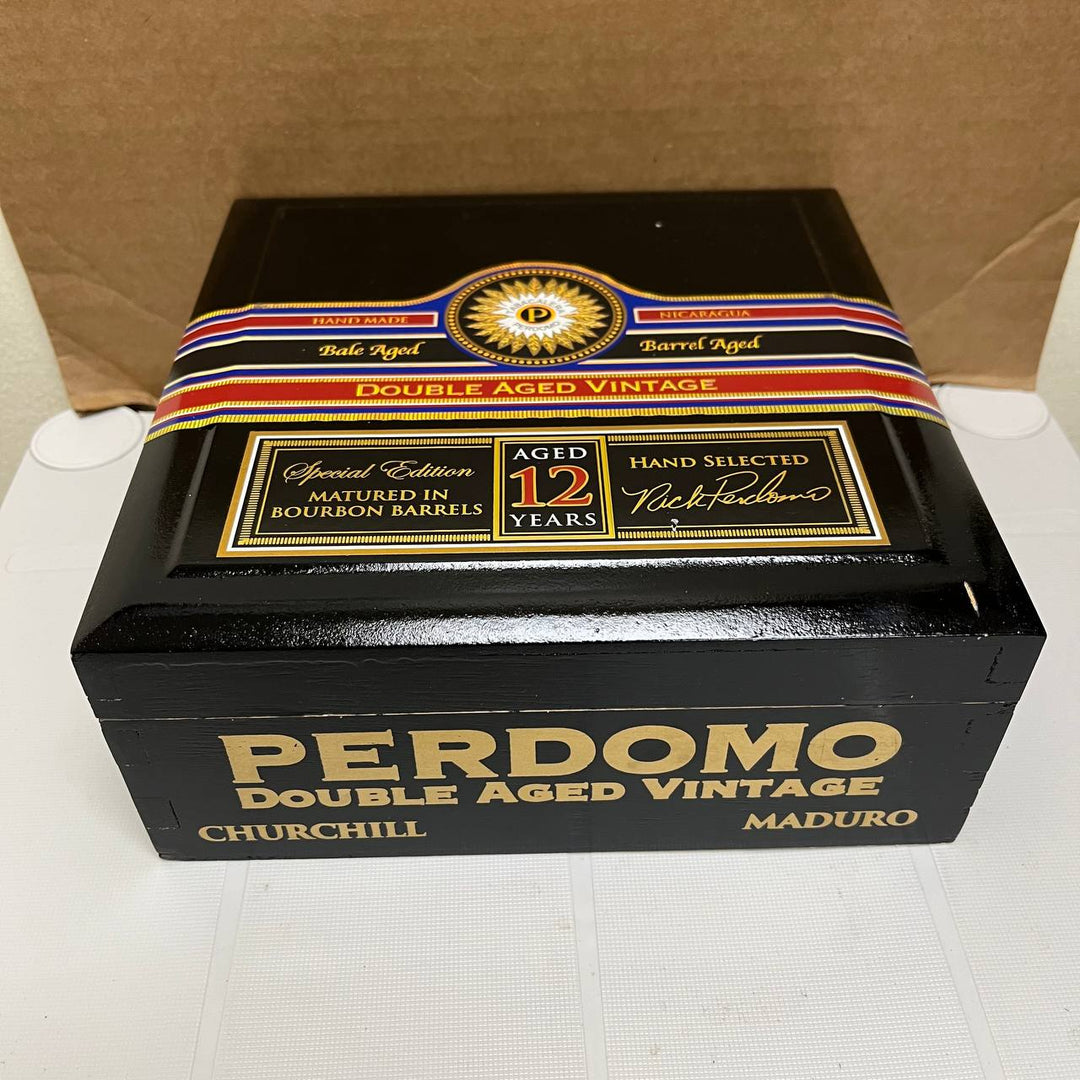 HAND MADE
P
PERDOMO
NICARAGUA
Bale Aged
Barrel Aged
DOUBLE AGED VINTAGE
Special Edition
MATURED IN
BOURBON BARRELS
AGED
12
YEARS
HAND SELECTED
Nick Perdomo
PERDOMO
DOUBLE AGED VINTAGE
CHURCHILL
MADURO